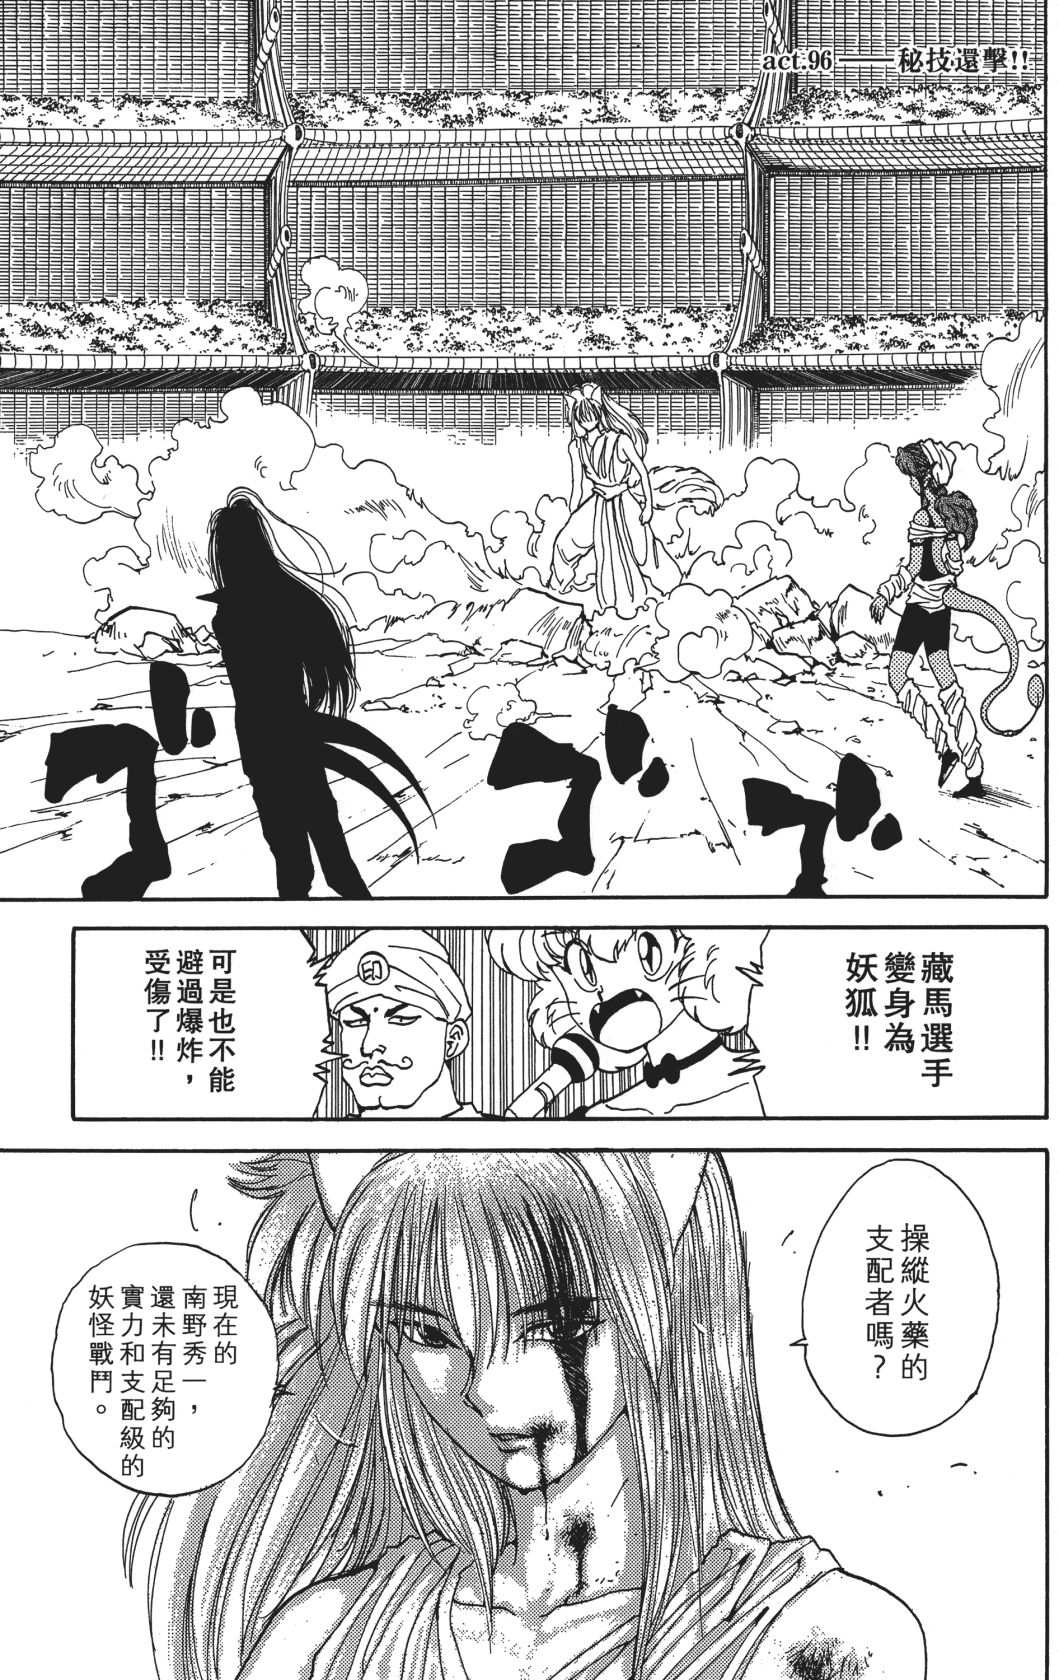 act.96──秘技還擊!!
ゴゴゴ
藏馬選手
變身為
妖狐!!
印
可是也不能
避過爆炸，
受傷了!!
操縱火藥的
支配者嗎？
現在的
南野秀一，
還未有足夠的
實力和支配級的
妖怪戰鬥。